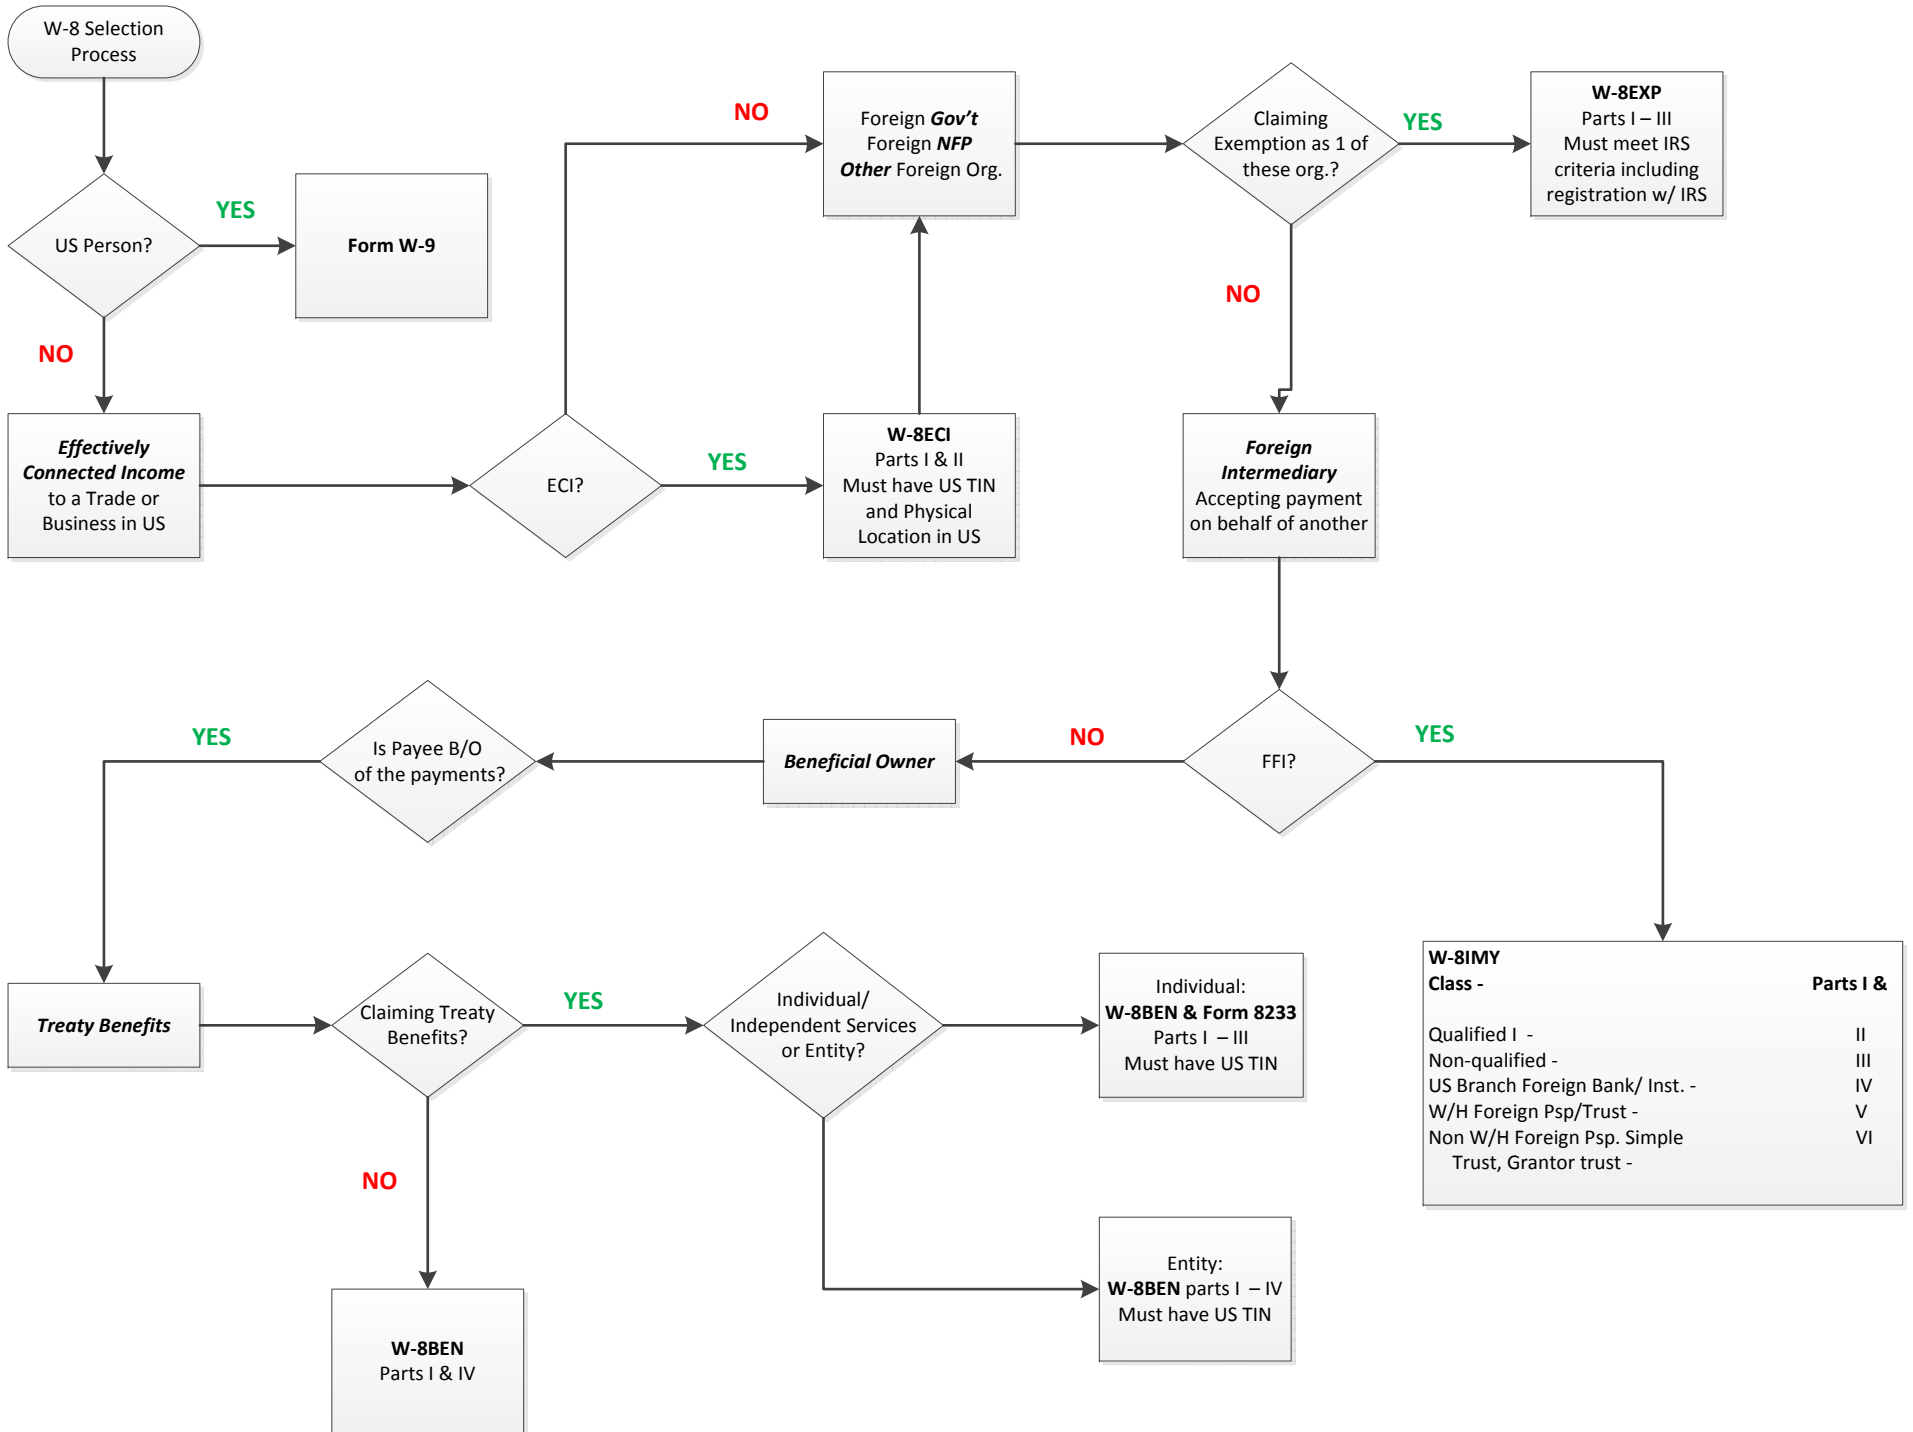 W-8 Selection
Process
US Person?
YES
Form W-9
NO
Effectively
Connected Income
to a Trade or
Business in US
ECI?
NO
YES
W-8ECI
Parts I & II
Must have US TIN
and Physical
Location in US
Foreign Gov't
Foreign NFP
Other Foreign Org.
Claiming
Exemption as 1 of
these org.?
YES
W-8EXP
Parts I – III
Must meet IRS
criteria including
registration w/ IRS
NO
Foreign
Intermediary
Accepting payment
on behalf of another
FFI?
YES
W-8IMY
Class - Parts I &
Qualified I - II
Non-qualified - III
US Branch Foreign Bank/ Inst. - IV
W/H Foreign Psp/Trust - V
Non W/H Foreign Psp. Simple VI
Trust, Grantor trust -
NO
Beneficial Owner
Is Payee B/O
of the payments?
YES
Treaty Benefits
Claiming Treaty
Benefits?
NO
W-8BEN
Parts I & IV
YES
Individual/
Independent Services
or Entity?
Individual:
W-8BEN & Form 8233
Parts I – III
Must have US TIN
Entity:
W-8BEN parts I – IV
Must have US TIN